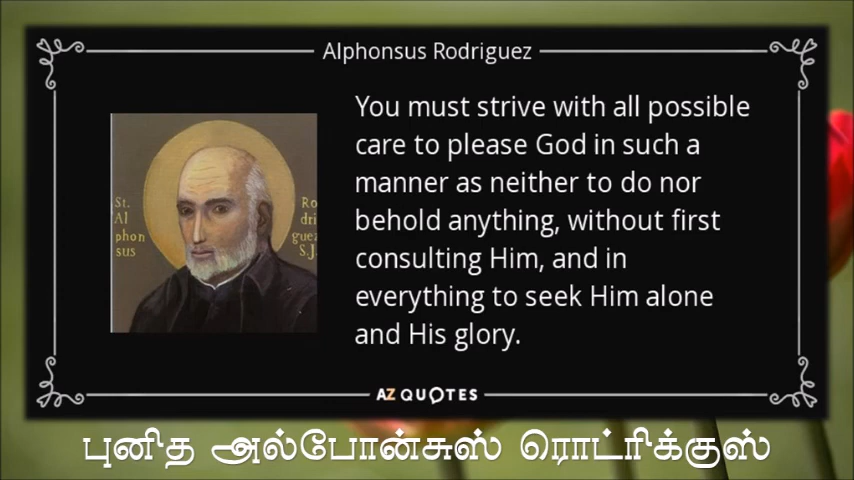 Alphonsus Rodriguez
You must strive with all possible
care to please God in such a
manner as neither to do nor
behold anything, without first
consulting Him, and in
everything to seek Him alone
and His glory.
St.
Al
phon
sus
Ro
dri
guez
S.J.
AZ QUOTES
புனித அல்போன்சுஸ் ரொட்ரிக்குஸ்